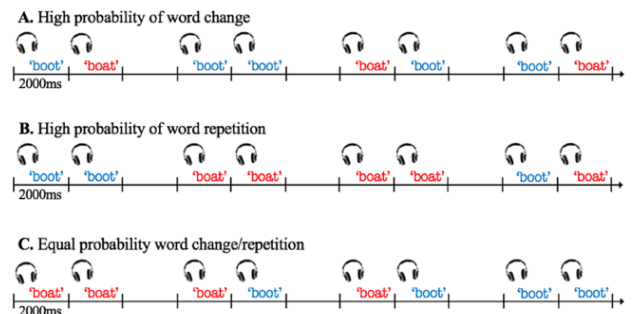 A. High probability of word change
‘boot’ ‘boat’ ‘boot’ ‘boot’ ‘boat’ ‘boot’ ‘boot’ ‘boat’
2000ms
B. High probability of word repetition
‘boot’ ‘boot’ ‘boat’ ‘boat’ ‘boat’ ‘boat’ ‘boot’ ‘boat’
2000ms
C. Equal probability word change/repetition
‘boat’ ‘boat’ ‘boat’ ‘boot’ ‘boat’ ‘boot’ ‘boot’ ‘boot’
2000ms